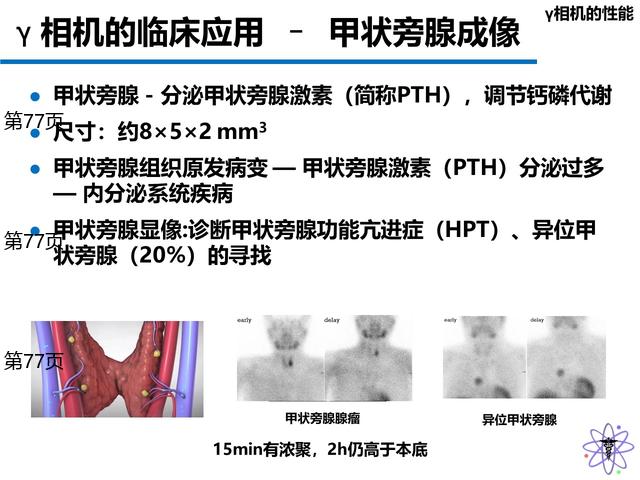 γ相机的性能
γ 相机的临床应用 – 甲状旁腺成像
甲状旁腺 - 分泌甲状旁腺激素（简称PTH），调节钙磷代谢
第77页
尺寸：约8×5×2 mm³
甲状旁腺组织原发病变 — 甲状旁腺激素（PTH）分泌过多
— 内分泌系统疾病
甲状旁腺显像:诊断甲状旁腺功能亢进症（HPT）、异位甲
第77页
状旁腺（20%）的寻找
early
delay
early
delay
第77页
甲状旁腺腺瘤
异位甲状旁腺
15min有浓聚，2h仍高于本底